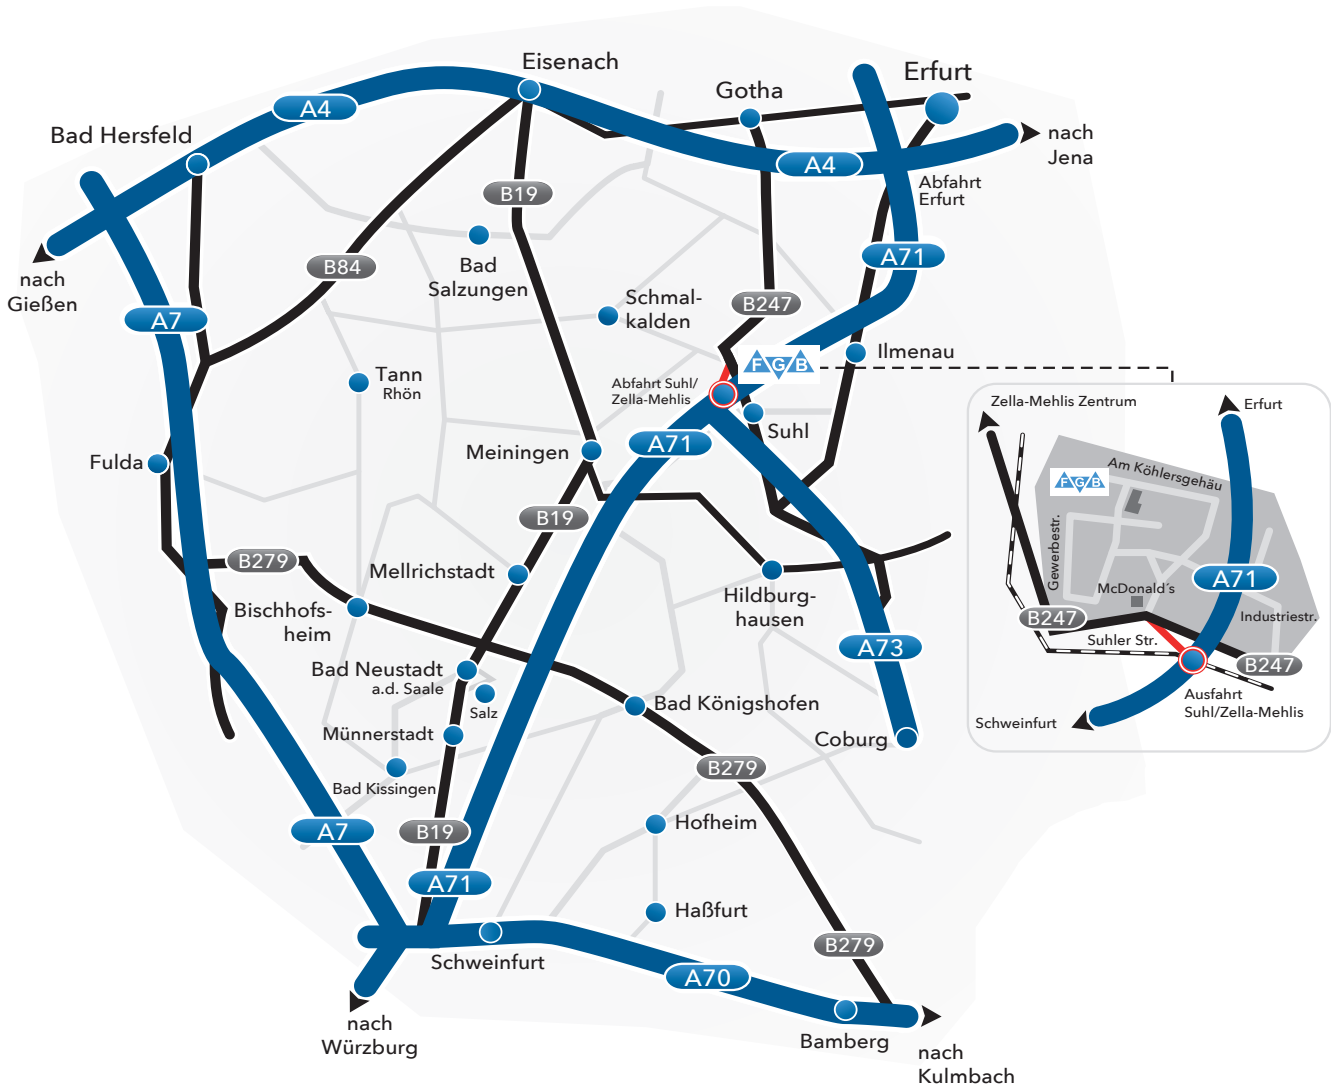 Eisenach
Erfurt
Gotha
A4
Bad Hersfeld
nach
Jena
A4
Abfahrt
Erfurt
B19
A71
Bad
Salzungen
B84
nach
Gießen
Schmal-
kalden
B247
A7
Ilmenau
F G B
Tann
Rhön
Abfahrt Suhl/
Zella-Mehlis
Suhl
A71
Meiningen
Fulda
B19
B279
Mellrichstadt
Hildburg-
hausen
Bischhofs-
heim
A73
Bad Neustadt
a.d. Saale
Salz
Bad Königshofen
Münnerstadt
Coburg
Bad Kissingen
B279
A7
B19
Hofheim
A71
Haßfurt
B279
Schweinfurt
A70
nach
Würzburg
Bamberg
nach
Kulmbach
Zella-Mehlis Zentrum
Erfurt
Am Köhlersgehäu
F G B
Gewerbestr.
A71
McDonald´s
B247
Industriestr.
Suhler Str.
B247
Ausfahrt
Suhl/Zella-Mehlis
Schweinfurt